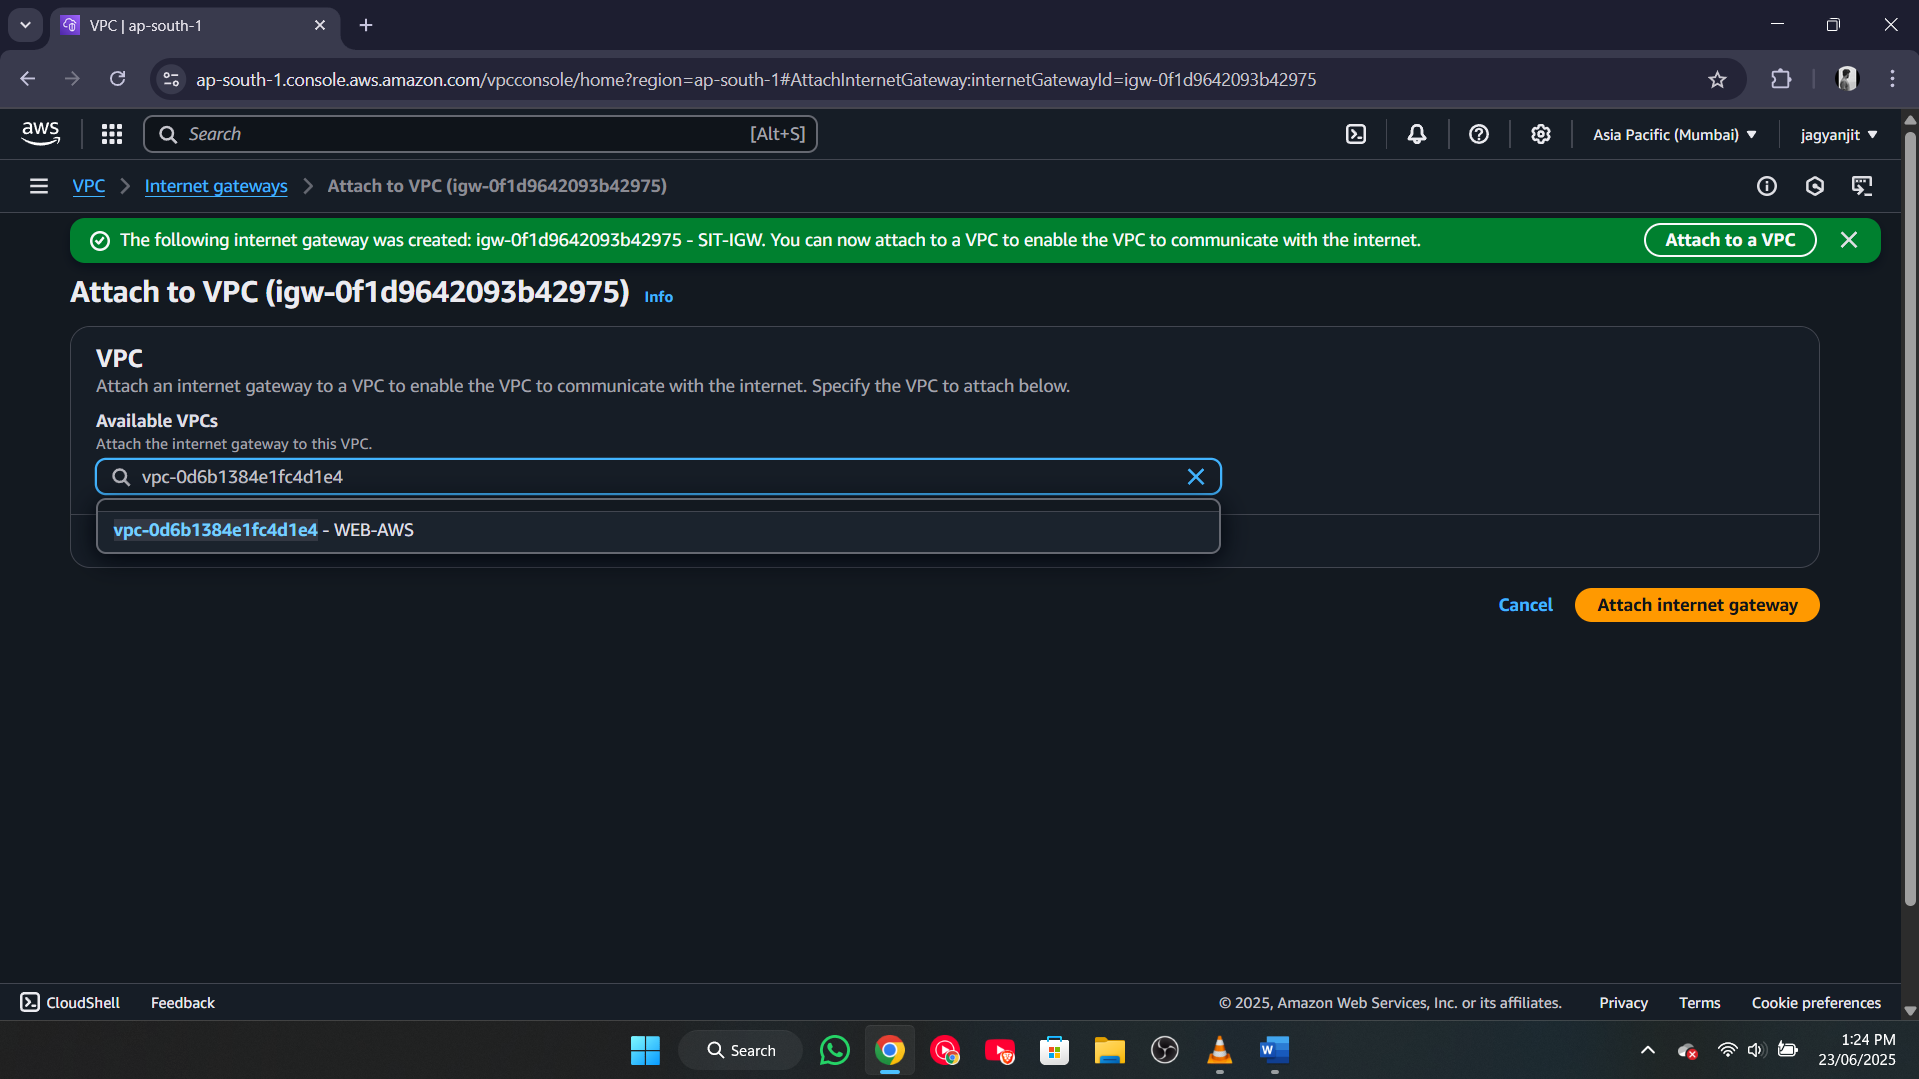 VPC | ap-south-1
ap-south-1.console.aws.amazon.com/vpcconsole/home?region=ap-south-1#AttachInternetGateway:internetGatewayId=igw-0f1d9642093b42975
aws
Search
[Alt+S]
Asia Pacific (Mumbai)
jagyanjit
VPC
Internet gateways
Attach to VPC (igw-0f1d9642093b42975)
The following internet gateway was created: igw-0f1d9642093b42975 - SIT-IGW. You can now attach to a VPC to enable the VPC to communicate with the internet.
Attach to a VPC
Attach to VPC (igw-0f1d9642093b42975) Info
VPC
Attach an internet gateway to a VPC to enable the VPC to communicate with the internet. Specify the VPC to attach below.
Available VPCs
Attach the internet gateway to this VPC.
vpc-0d6b1384e1fc4d1e4
vpc-0d6b1384e1fc4d1e4 - WEB-AWS
Cancel
Attach internet gateway
CloudShell
Feedback
© 2025, Amazon Web Services, Inc. or its affiliates.
Privacy
Terms
Cookie preferences
Search
1:24 PM
23/06/2025